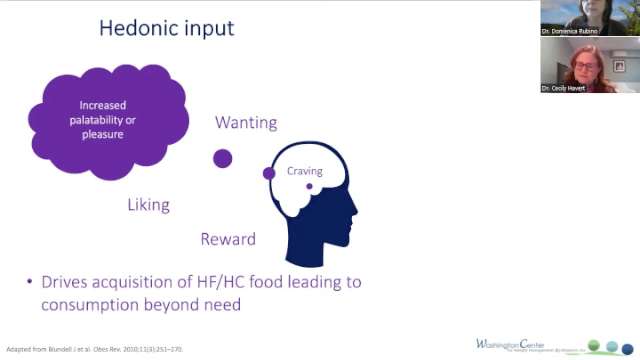 Hedonic input
Dr. Domenica Rubino
Dr. Cecily Havert
Increased
palatability or
pleasure
Wanting
Craving
Liking
Reward
• Drives acquisition of HF/HC food leading to
consumption beyond need
Adapted from Blundell J et al. Obes Rev. 2010;11(3):251–270.
Washington Center
for Weight Management & Research, Inc